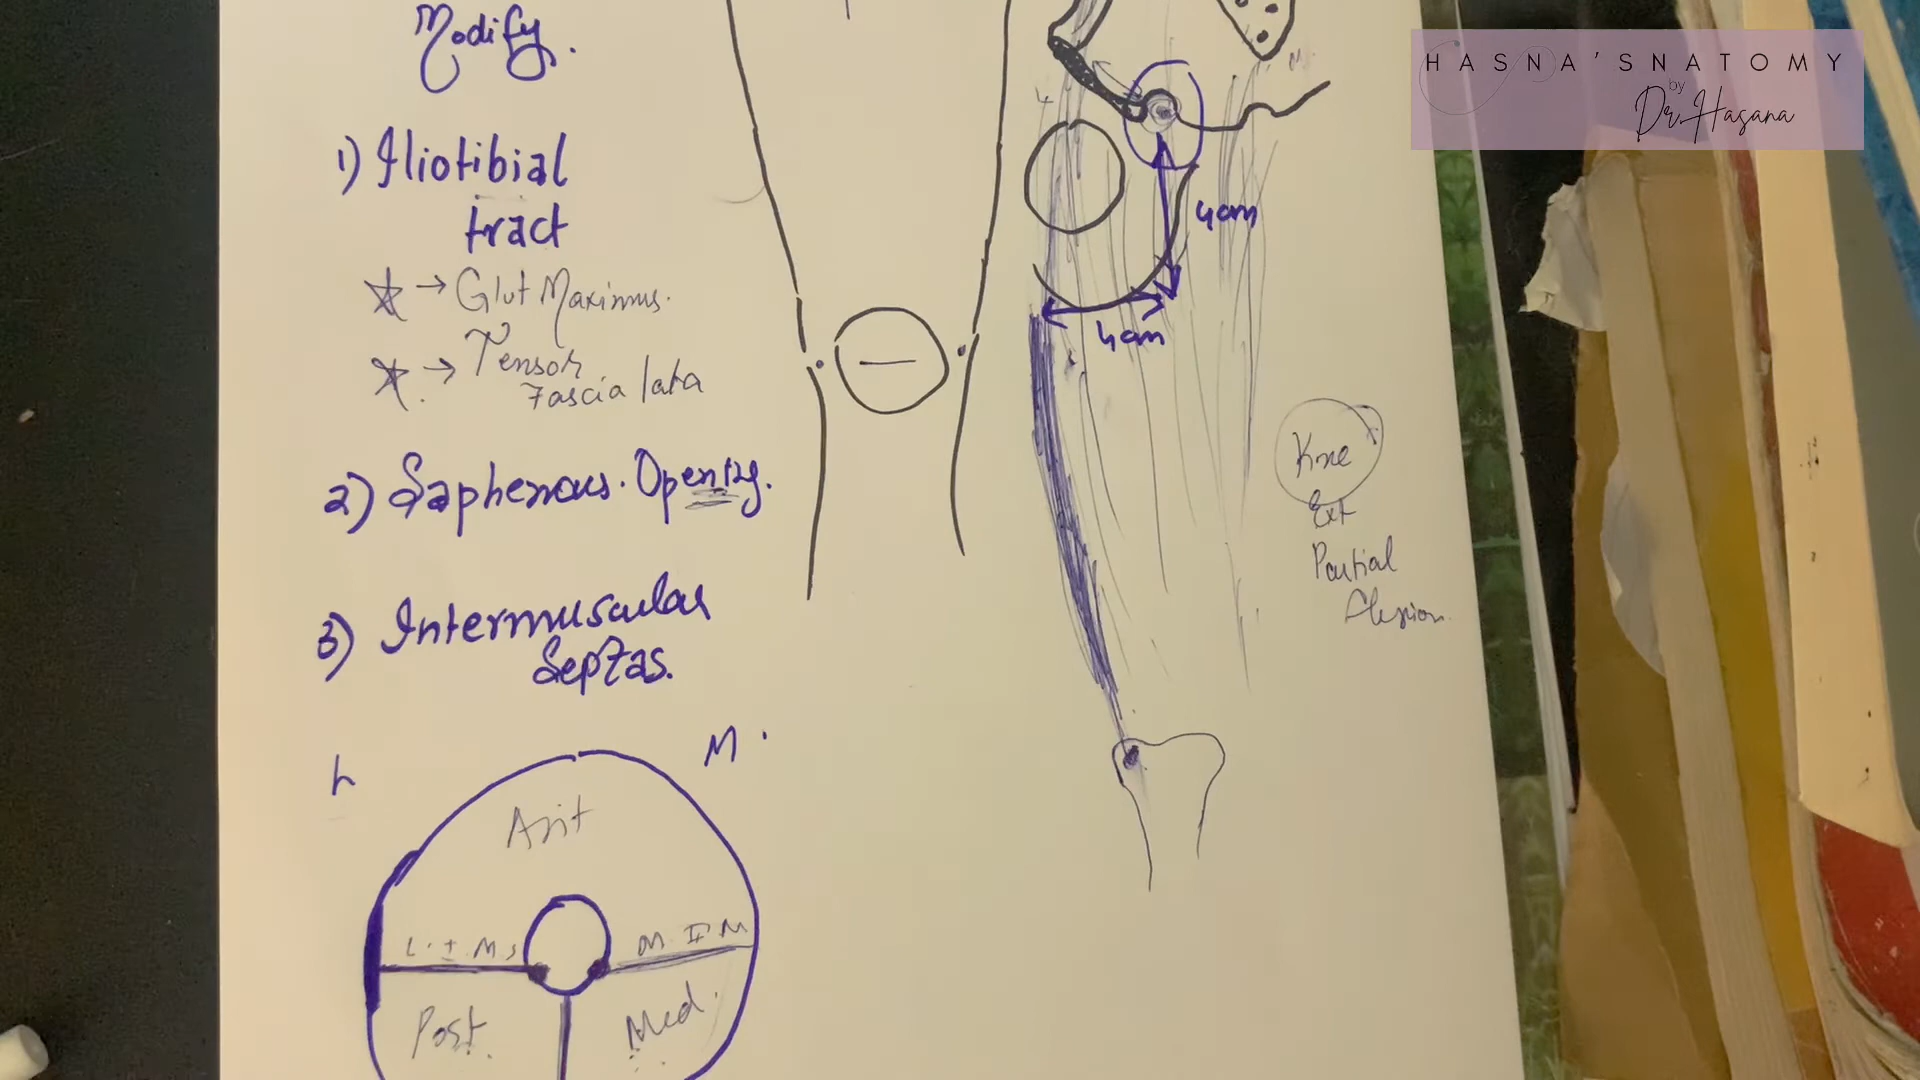 Modify.
1) Iliotibial
tract
→ Glut Maximus.
→ Tensor
Fascia lata
2) Saphenous. Opening.
3) Intermuscular
Septas.
L
M.
Ant
L.I.M.S
M.I.M
Post.
Med.
4cm
4cm
Knee
Ext
Partial
flexion.
HASNA'SNATOMY
by
Dr.Hasana